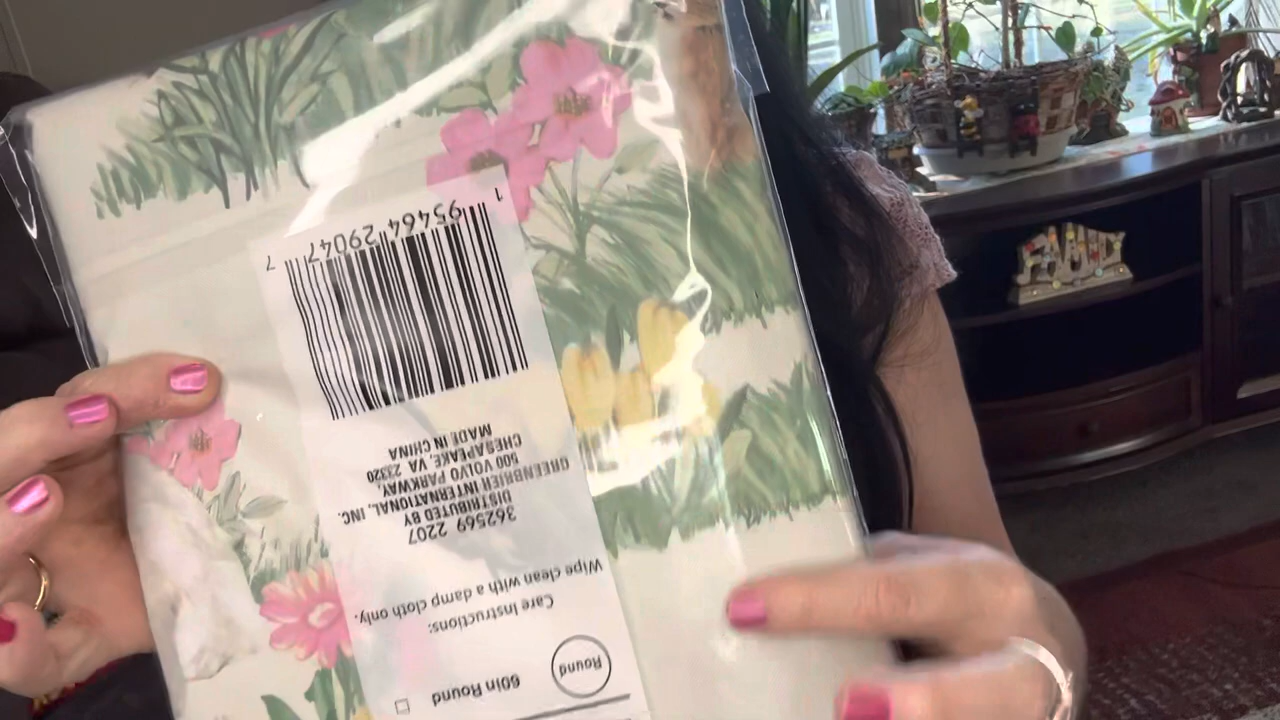 Round 60in Round
Care Instructions:
Wipe clean with a damp cloth only.
362569 2207
DISTRIBUTED BY
GREENBRIER INTERNATIONAL, INC.
500 VOLVO PARKWAY
CHESAPEAKE, VA 23320
MADE IN CHINA
1 95464 29047 7